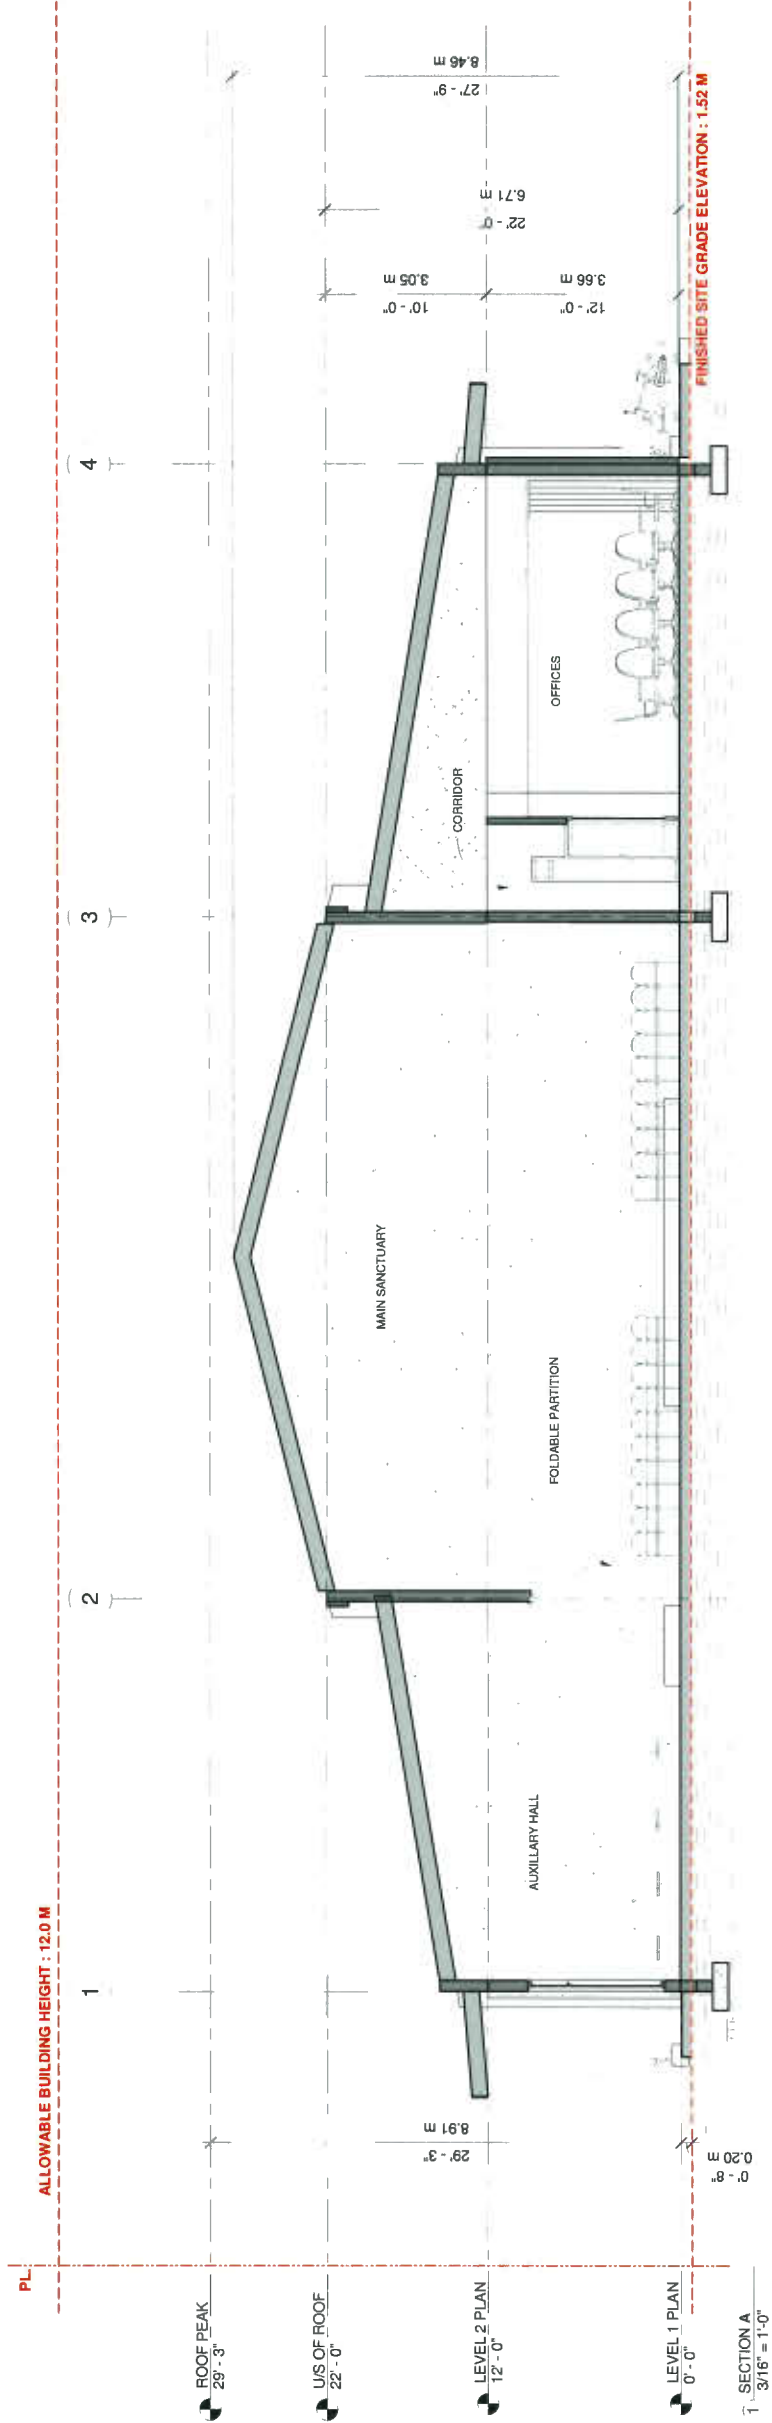 PL.
ALLOWABLE BUILDING HEIGHT : 12.0 M
1
2
3
4
ROOF PEAK
29' - 3"
U/S OF ROOF
22' - 0"
LEVEL 2 PLAN
12' - 0"
LEVEL 1 PLAN
0' - 0"
29' - 3"
8.91 m
0' - 8"
0.20 m
AUXILLARY HALL
MAIN SANCTUARY
FOLDABLE PARTITION
CORRIDOR
OFFICES
10' - 0"
3.05 m
12' - 0"
3.66 m
22' - 0"
6.71 m
27' - 9"
8.46 m
FINISHED SITE GRADE ELEVATION : 1.52 M
1
SECTION A
3/16" = 1'-0"